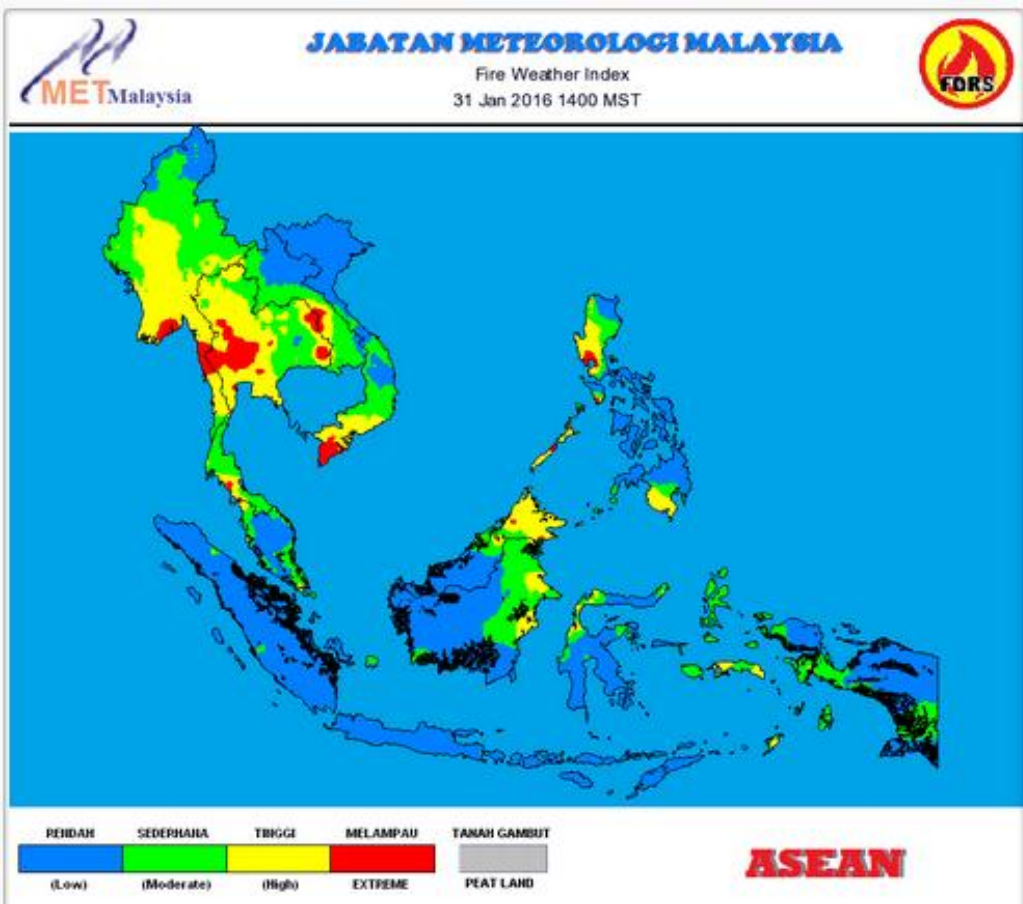 METMalaysia
JABATAN METEOROLOGI MALAYSIA
Fire Weather Index
31 Jan 2016 1400 MST
FDRS
RENDAH SEDERHANA TINGGI MELAMPAU TANAH GAMBUT
(Low) (Moderate) (High) EXTREME PEAT LAND
ASEAN